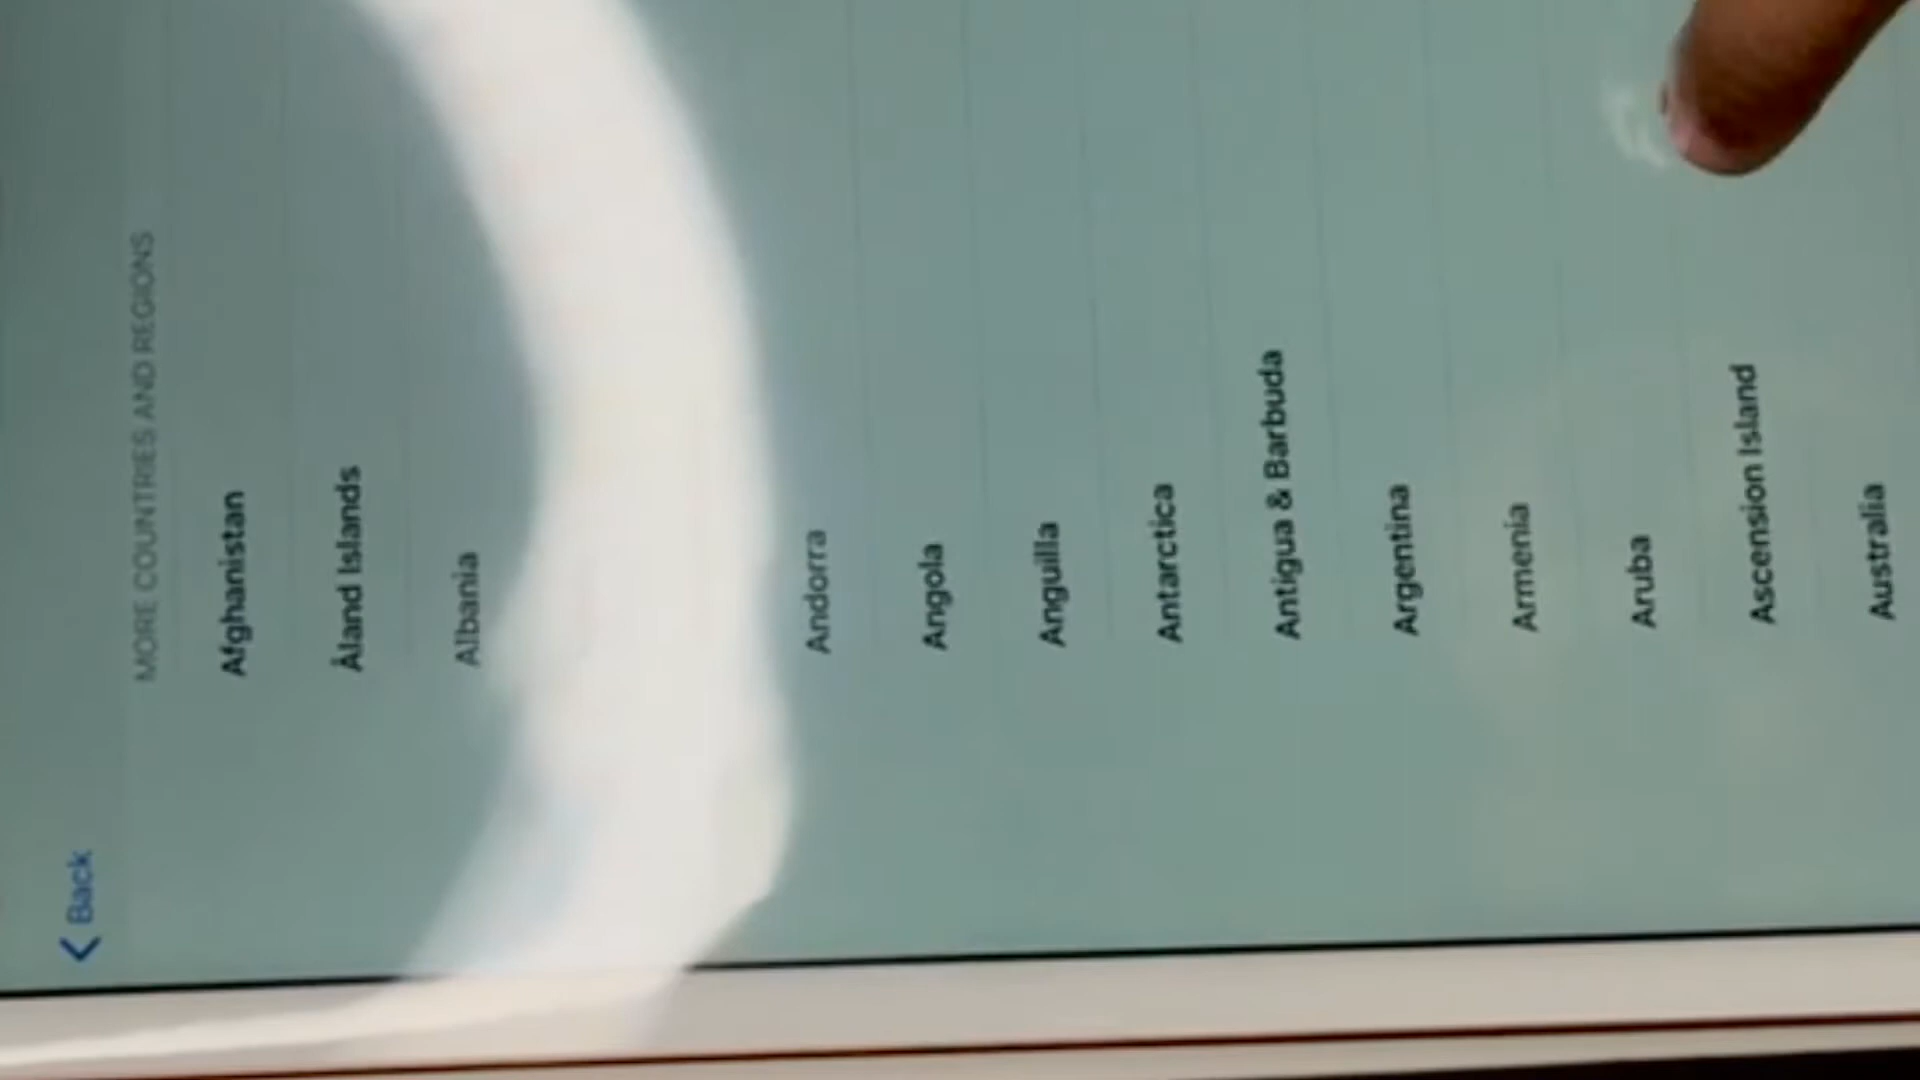 Back
MORE COUNTRIES AND REGIONS
Afghanistan
Åland Islands
Albania
Andorra
Angola
Anguilla
Antarctica
Antigua & Barbuda
Argentina
Armenia
Aruba
Ascension Island
Australia